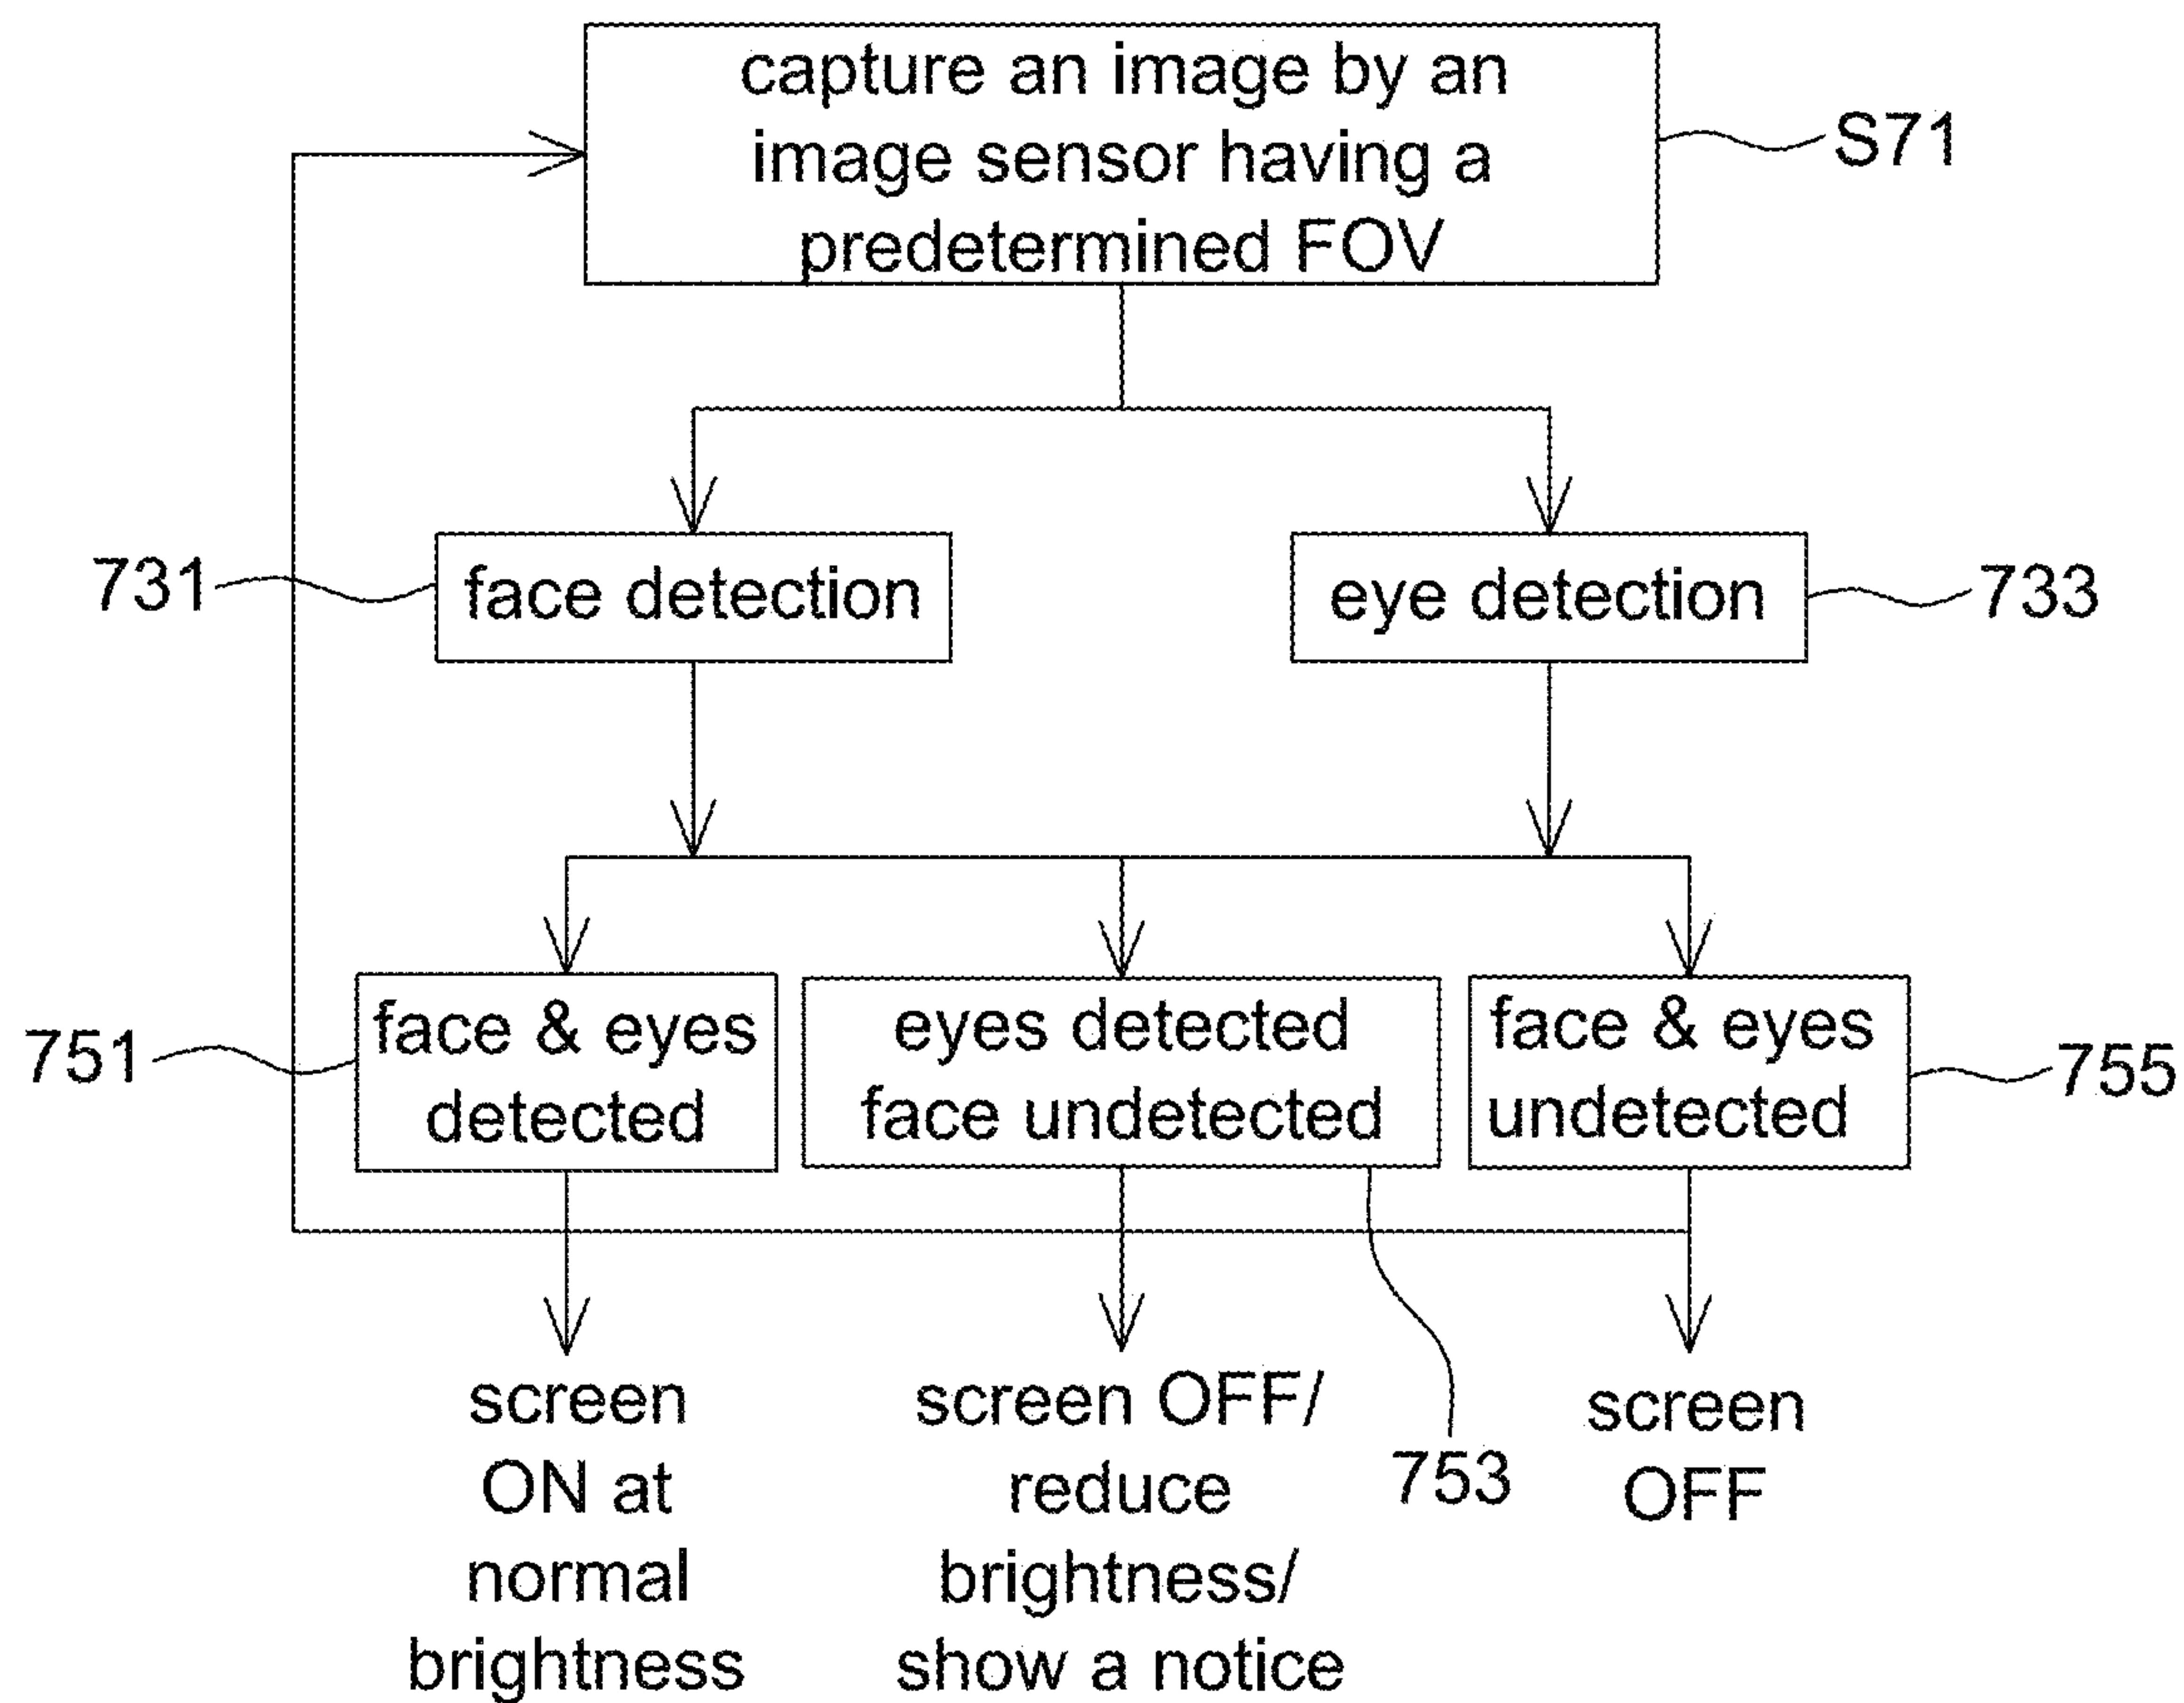 capture an image by an
image sensor having a
predetermined FOV
S71
731
face detection
eye detection
733
751
face & eyes
detected
eyes detected
face undetected
face & eyes
undetected
755
753
screen
ON at
normal
brightness
screen OFF/
reduce
brightness/
show a notice
screen
OFF